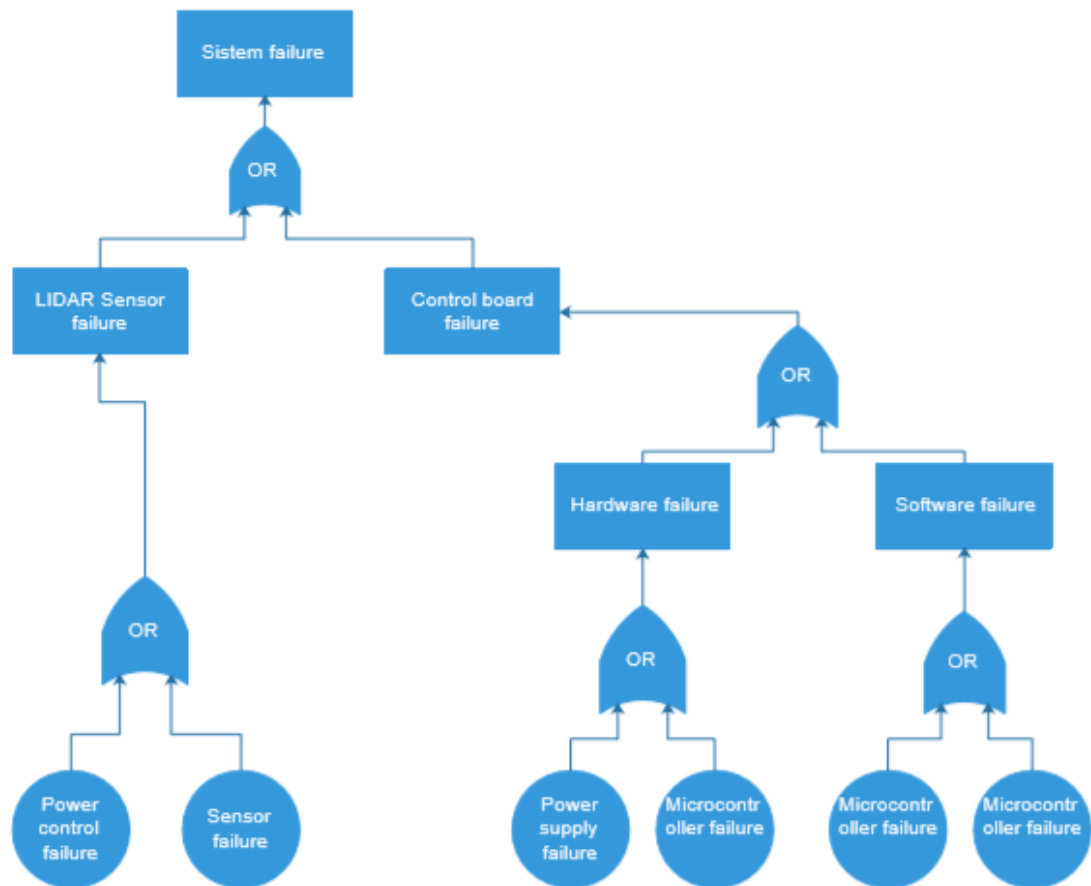 Sistem failure
OR
LIDAR Sensor
failure
Control board
failure
OR
Hardware failure
Software failure
OR
OR
OR
Power
control
failure
Sensor
failure
Power
supply
failure
Microcontr
oller failure
Microcontr
oller failure
Microcontr
oller failure